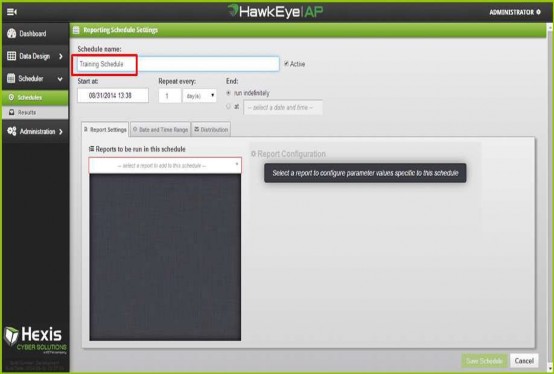 HawkEye|AP
ADMINISTRATOR
Dashboard
Reporting Schedule Settings
Data Design
Schedule name:
Training Schedule
Active
Scheduler
Start at:
Repeat every:
End:
Schedules
08/31/2014 13:38
1
day(s)
run indefinitely
Results
at
-- select a date and time --
Administration
Report Settings
Date and Time Range
Distribution
Reports to be run in this schedule
Report Configuration
-- select a report to add to this schedule --
Select a report to configure parameter values specific to this schedule
Hexis
CYBER SOLUTIONS
Save Schedule
Cancel